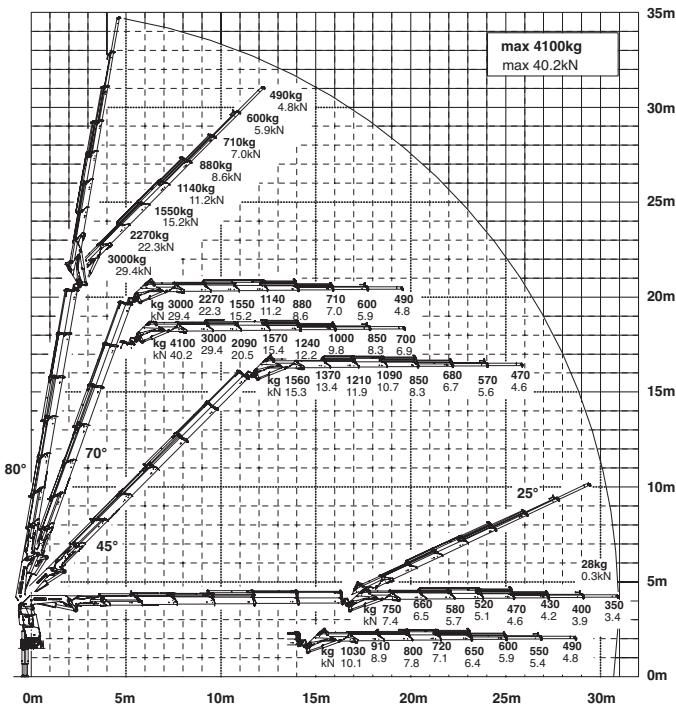 35m
max 4100kg
max 40.2kN
30m
490kg
4.8kN
600kg
5.9kN
710kg
7.0kN
880kg
8.6kN
1140kg
11.2kN
1550kg
15.2kN
2270kg
22.3kN
3000kg
29.4kN
25m
20m
kg 3000 2270 1550 1140 880 710 600 490
kN 29.4 22.3 15.2 11.2 8.6 7.0 5.9 4.8
kg 4100 3000 2090 1570 1240 1000 850 700
kN 40.2 29.4 20.5 15.4 12.2 9.8 8.3 6.9
kg 1560 1370 1210 1090 850 680 570 470
kN 15.3 13.4 11.9 10.7 8.3 6.7 5.6 4.6
15m
80°
70°
45°
10m
25°
28kg
0.3kN
5m
kg 750 660 580 520 470 430 400 350
kN 7.4 6.5 5.7 5.1 4.6 4.2 3.9 3.4
kg 1030 910 800 720 650 600 550 490
kN 10.1 8.9 7.8 7.1 6.4 5.9 5.4 4.8
0m
0m 5m 10m 15m 20m 25m 30m